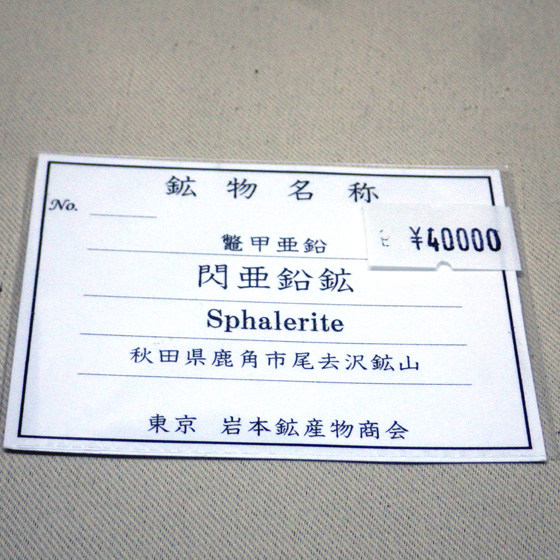 鉱物名称
No.
¥40000
鼈甲亜鉛
閃亜鉛鉱
Sphalerite
秋田県鹿角市尾去沢鉱山
東京 岩本鉱産物商会